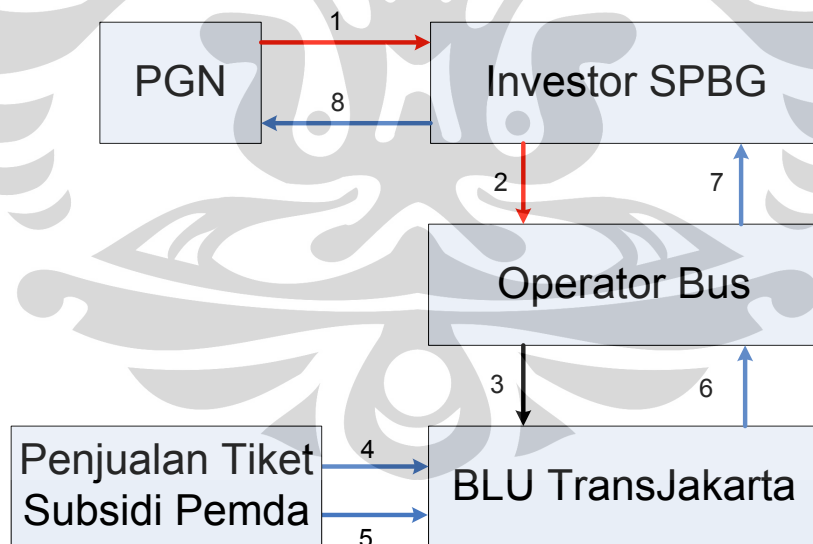 1
PGN
Investor SPBG
8
2
7
Operator Bus
3
6
Penjualan Tiket
4
BLU TransJakarta
Subsidi Pemda
5